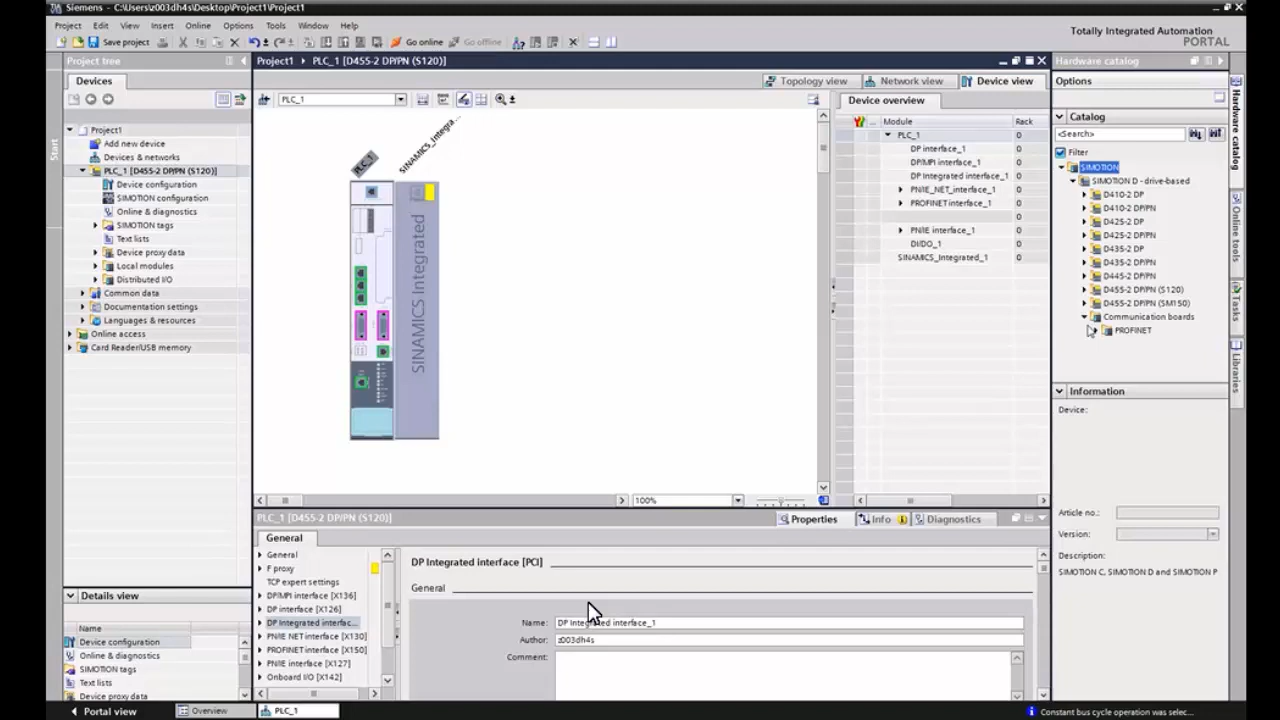 Siemens - C:\Users\z003dh4s\Desktop\Project1\Project1
Project Edit View Insert Online Options Window Help
Totally Integrated Automation
PORTAL
Save project
Go online
Go offline
Project tree
Devices
Start
Project1
Add new device
Devices & networks
PLC_1 [D455-2 DP/PN (S120)]
Device configuration
SIMOTION configuration
Online & diagnostics
SIMOTION tags
Text lists
Device proxy data
Local modules
Distributed I/O
Common data
Documentation settings
Languages & resources
Online access
Card Reader/USB memory
Details view
Name
Device configuration
Online & diagnostics
SIMOTION tags
Text lists
Device proxy data
Project1 PLC_1 [D455-2 DP/PN (S120)]
Topology view Network view Device view
PLC_1
PLC_1
SINAMICS_Integra...
SINAMICS Integrated
100%
Device overview
... Module Rack
PLC_1 0
DP interface_1 0
DP/MPI interface_1 0
DP Integrated interface_1 0
PN/IE_NET_interface_1 0
PROFINET interface_1 0
0
PN/IE interface_1 0
DI/DO_1 0
SINAMICS_Integrated_1 0
PLC_1 [D455-2 DP/PN (S120)]
Properties Info Diagnostics
General
General
F proxy
TCP expert settings
DP/MPI interface [X136]
DP interface [X126]
DP Integrated interfac...
PN/IE NET interface [X130]
PROFINET interface [X150]
PN/IE interface [X127]
Onboard I/O [X142]
DP Integrated interface [PCI]
General
Name: DP Integrated interface_1
Author: z003dh4s
Comment:
Hardware catalog
Options
Catalog
<Search>
Filter
SIMOTION
SIMOTION D - drive-based
D410-2 DP
D410-2 DP/PN
D425-2 DP
D425-2 DP/PN
D435-2 DP
D435-2 DP/PN
D445-2 DP/PN
D455-2 DP/PN (S120)
D455-2 DP/PN (SM150)
Communication boards
PROFINET
Information
Device:
Article no.:
Version:
Description:
SIMOTION C, SIMOTION D and SIMOTION P
Hardware catalog
Online tools
Tasks
Libraries
Portal view Overview PLC_1
Constant bus cycle operation was selec...